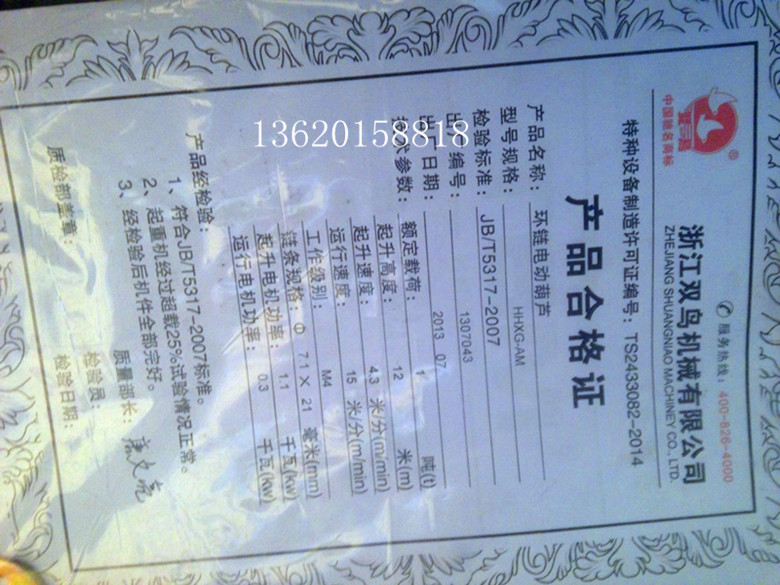 双鸟
®
中国驰名商标
✆服务热线：400-826-4000
浙江双鸟机械有限公司
ZHEJIANG SHUANGNIAO MACHINEY CO., LTD.
特种设备制造许可证编号：TS2433082-2014
产品合格证
产品名称：环链电动葫芦
型号规格：HHXG-AM
检验标准：JB/T5317-2007
出厂编号：1307043
出厂日期：2013 07
技术参数：额定载荷：1 吨(t)
起升高度：12 米(m)
起升速度：4.3 米/分(m/min)
运行速度：15 米/分(m/min)
工作级别：M4
链条规格：Φ 7.1×21 毫米(mm)
起升电机功率：1.1 千瓦(kw)
运行电机功率：0.3 千瓦(kw)
产品经检验：
1、符合JB/T5317-2007标准。
2、起重机经过超载25%试验情况正常。
3、经检验后机件全部完好。
质量部长：
质检部盖章：
检验员：
检验日期：
13620158818